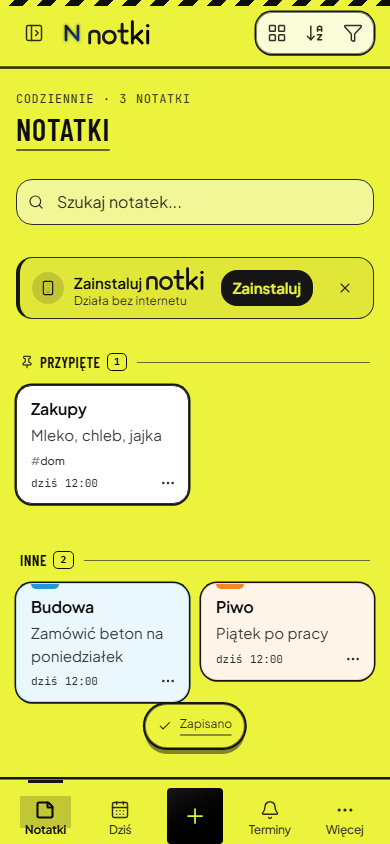 N notki
CODZIENNIE · 3 NOTATKI
NOTATKI
Szukaj notatek...
Zainstaluj notki
Działa bez internetu
Zainstaluj
PRZYPIĘTE 1
Zakupy
Mleko, chleb, jajka
#dom
dziś 12:00
INNE 2
Budowa
Zamówić beton na
poniedziałek
dziś 12:00
Piwo
Piątek po pracy
dziś 12:00
Zapisano
Notatki
Dziś
Terminy
Więcej